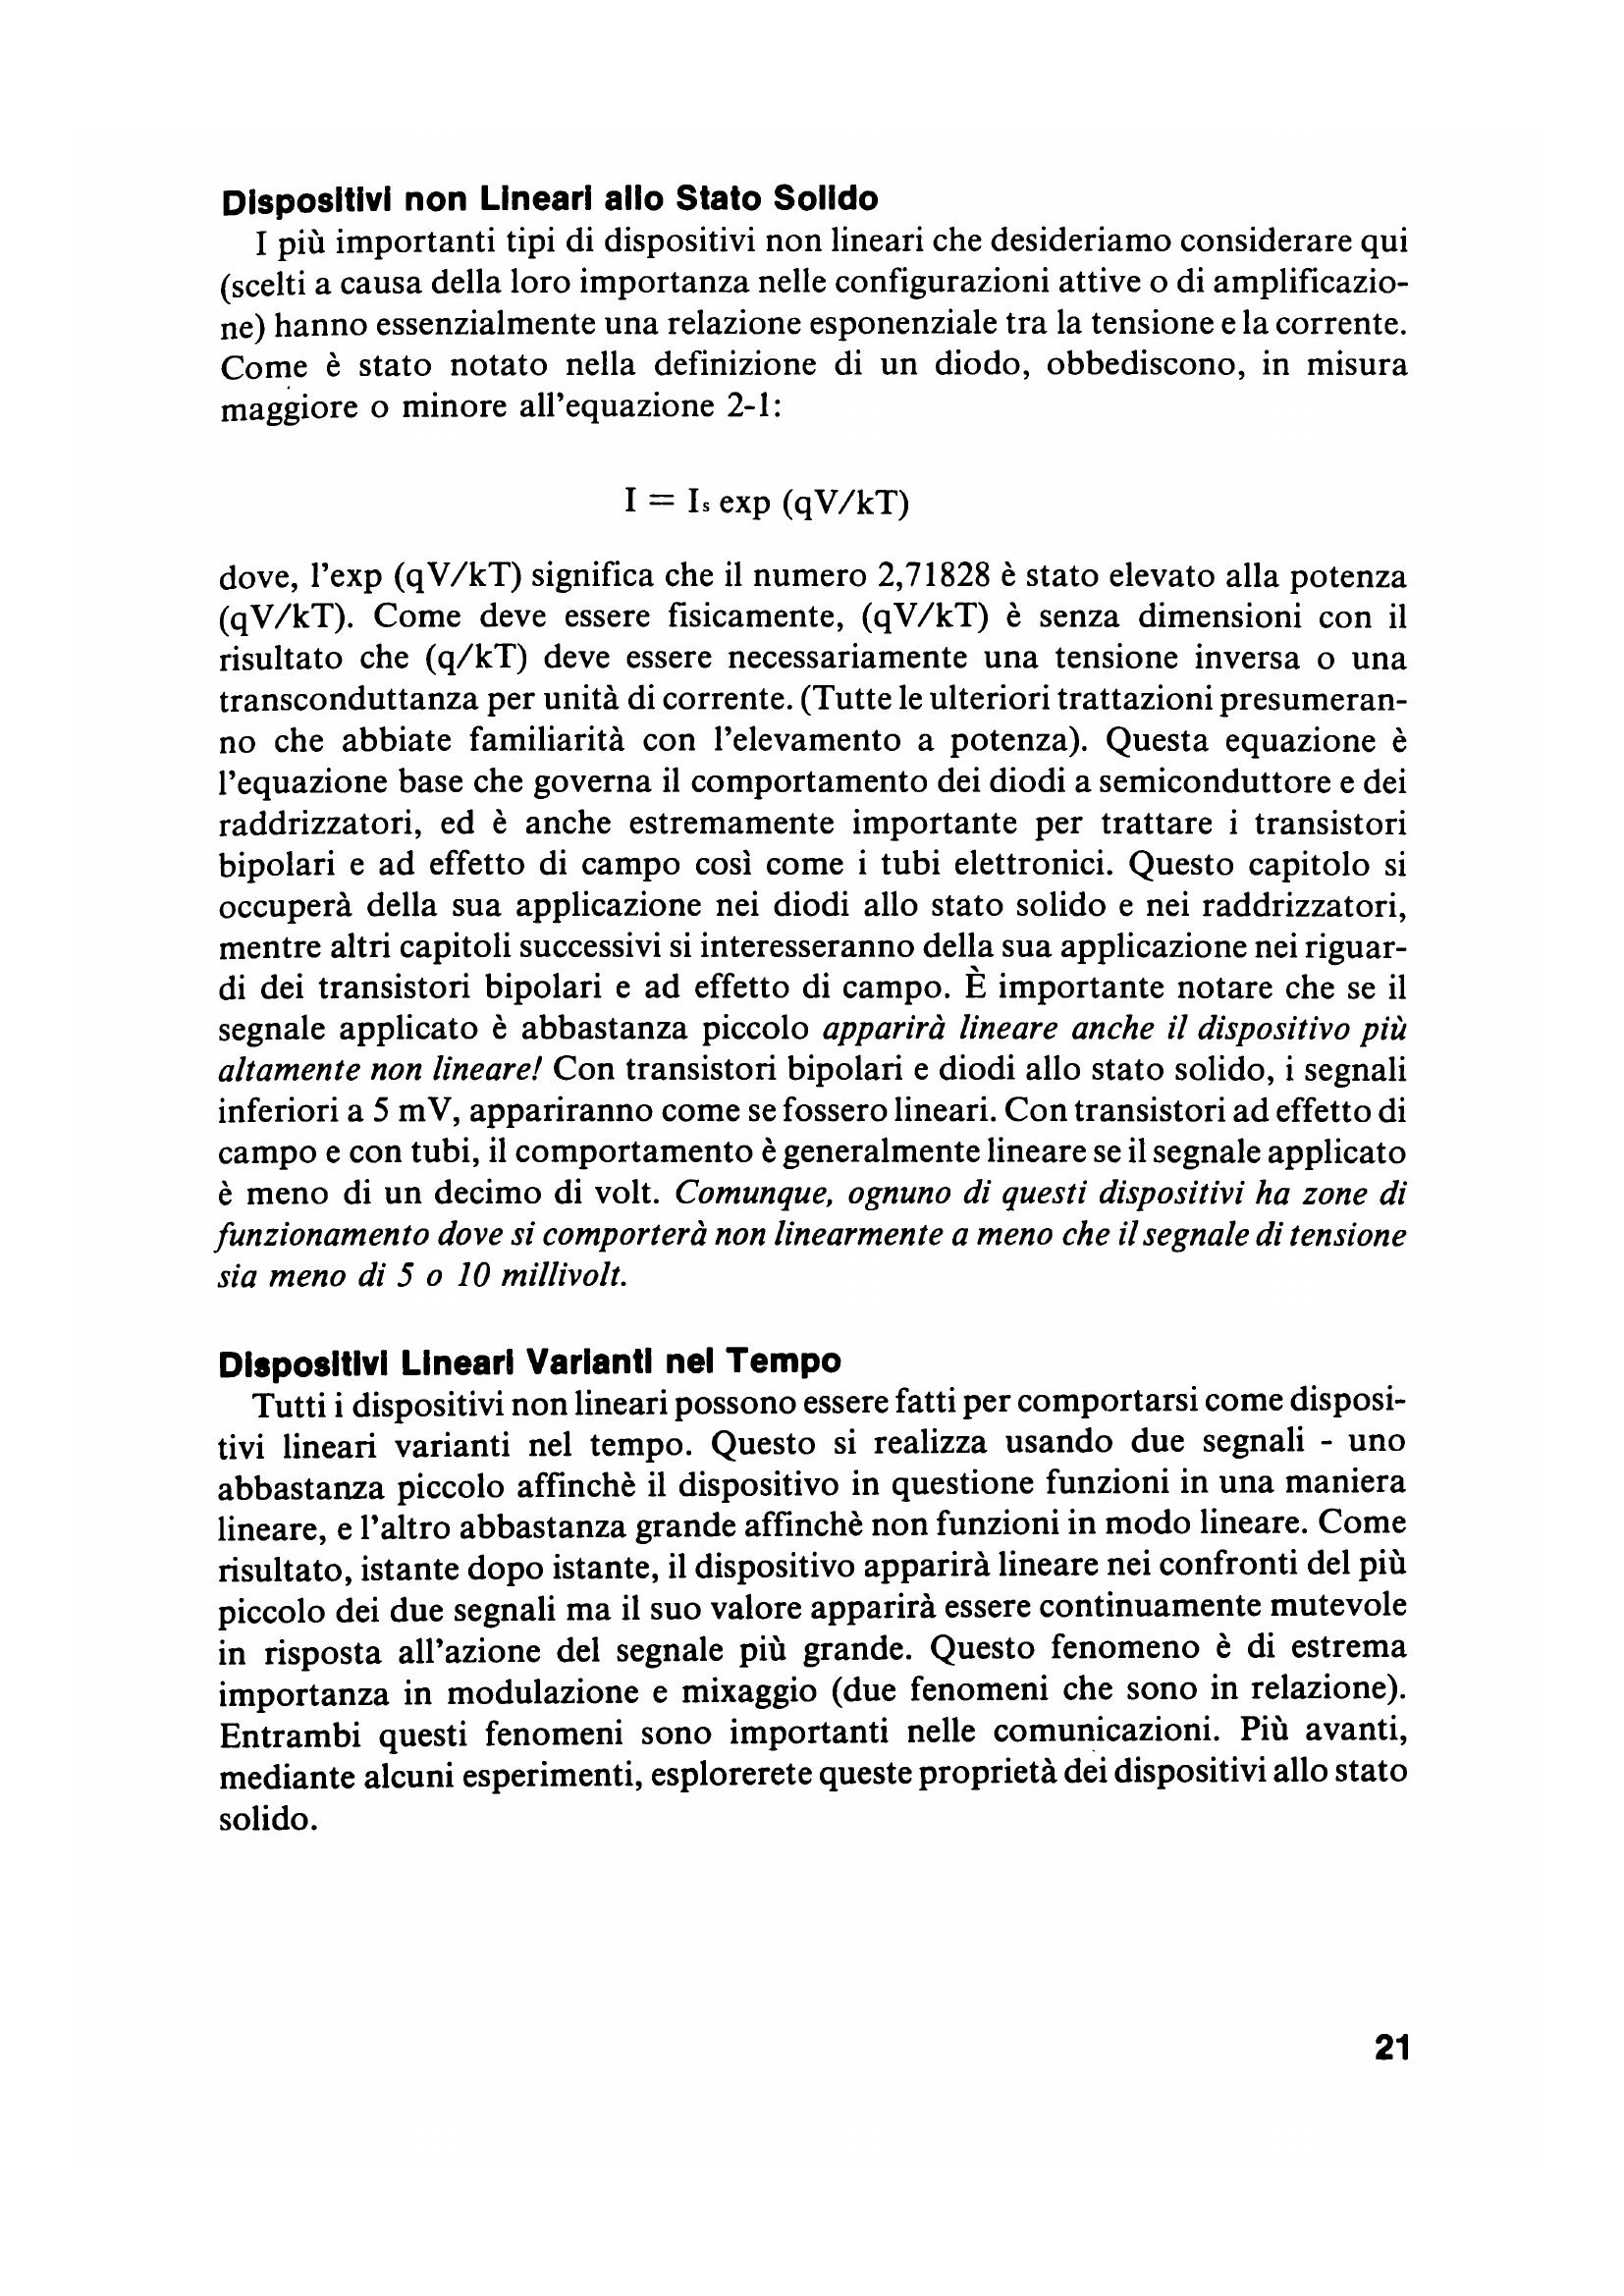 Dispositivi non Lineari allo Stato Solido
I più importanti tipi di dispositivi non lineari che desideriamo considerare qui
(scelti a causa della loro importanza nelle configurazioni attive o di amplificazio-
ne) hanno essenzialmente una relazione esponenziale tra la tensione e la corrente.
Come è stato notato nella definizione di un diodo, obbediscono, in misura
maggiore o minore all'equazione 2-1:
I = Is exp (qV/kT)
dove, l'exp (qV/kT) significa che il numero 2,71828 è stato elevato alla potenza
(qV/kT). Come deve essere fisicamente, (qV/kT) è senza dimensioni con il
risultato che (q/kT) deve essere necessariamente una tensione inversa o una
transconduttanza per unità di corrente. (Tutte le ulteriori trattazioni presumeran-
no che abbiate familiarità con l'elevamento a potenza). Questa equazione è
l'equazione base che governa il comportamento dei diodi a semiconduttore e dei
raddrizzatori, ed è anche estremamente importante per trattare i transistori
bipolari e ad effetto di campo così come i tubi elettronici. Questo capitolo si
occuperà della sua applicazione nei diodi allo stato solido e nei raddrizzatori,
mentre altri capitoli successivi si interesseranno della sua applicazione nei riguar-
di dei transistori bipolari e ad effetto di campo. È importante notare che se il
segnale applicato è abbastanza piccolo apparirà lineare anche il dispositivo più
altamente non lineare! Con transistori bipolari e diodi allo stato solido, i segnali
inferiori a 5 mV, appariranno come se fossero lineari. Con transistori ad effetto di
campo e con tubi, il comportamento è generalmente lineare se il segnale applicato
è meno di un decimo di volt. Comunque, ognuno di questi dispositivi ha zone di
funzionamento dove si comporterà non linearmente a meno che il segnale di tensione
sia meno di 5 o 10 millivolt.
Dispositivi Lineari Varianti nel Tempo
Tutti i dispositivi non lineari possono essere fatti per comportarsi come disposi-
tivi lineari varianti nel tempo. Questo si realizza usando due segnali - uno
abbastanza piccolo affinchè il dispositivo in questione funzioni in una maniera
lineare, e l'altro abbastanza grande affinchè non funzioni in modo lineare. Come
risultato, istante dopo istante, il dispositivo apparirà lineare nei confronti del più
piccolo dei due segnali ma il suo valore apparirà essere continuamente mutevole
in risposta all'azione del segnale più grande. Questo fenomeno è di estrema
importanza in modulazione e mixaggio (due fenomeni che sono in relazione).
Entrambi questi fenomeni sono importanti nelle comunicazioni. Più avanti,
mediante alcuni esperimenti, esplorerete queste proprietà dei dispositivi allo stato
solido.
21